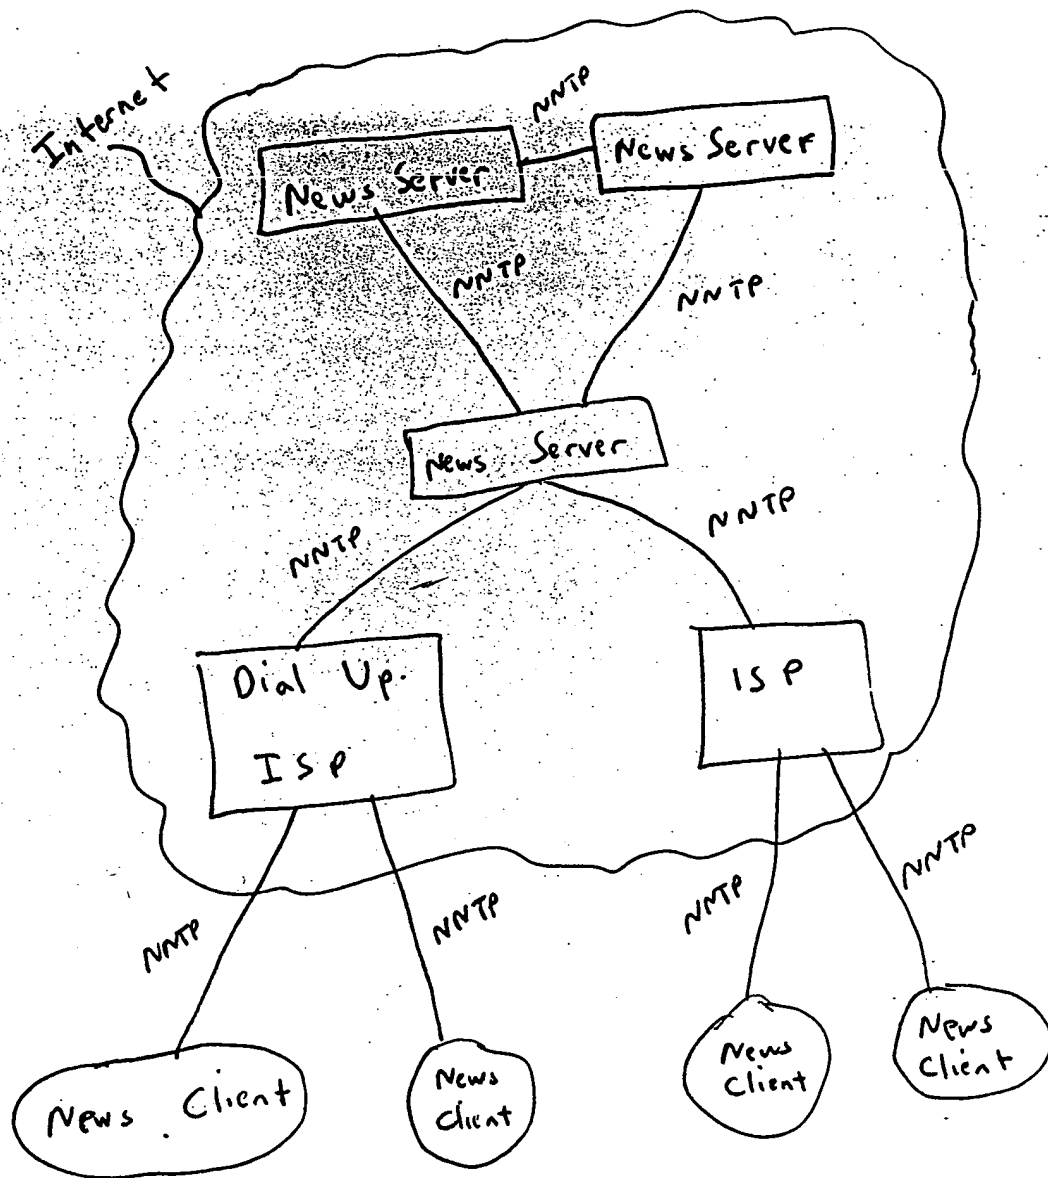 Internet
NNTP
News Server
News Server
NNTP
NNTP
News Server
NNTP
NNTP
Dial Up.
ISP
ISP
NNTP
NNTP
NNTP
NNTP
News Client
News
Client
News
Client
News
Client